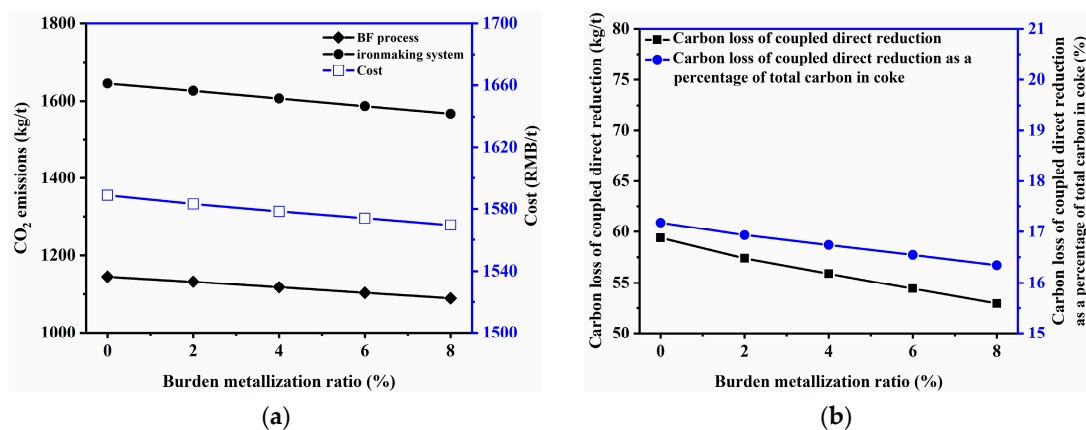 1800
1600
1400
1200
1000
CO2 emissions (kg/t)
BF process
ironmaking system
Cost
1700
1660
1620
1580
1540
1500
Cost (RMB/t)
0 2 4 6 8
Burden metallization ratio (%)
(a)
80
75
70
65
60
55
50
Carbon loss of coupled direct reduction (kg/t)
Carbon loss of coupled direct reduction
Carbon loss of coupled direct reduction as a
percentage of total carbon in coke
21
20
19
18
17
16
15
Carbon loss of coupled direct reduction
as a percentage of total carbon in coke (%)
0 2 4 6 8
Burden metallization ratio (%)
(b)